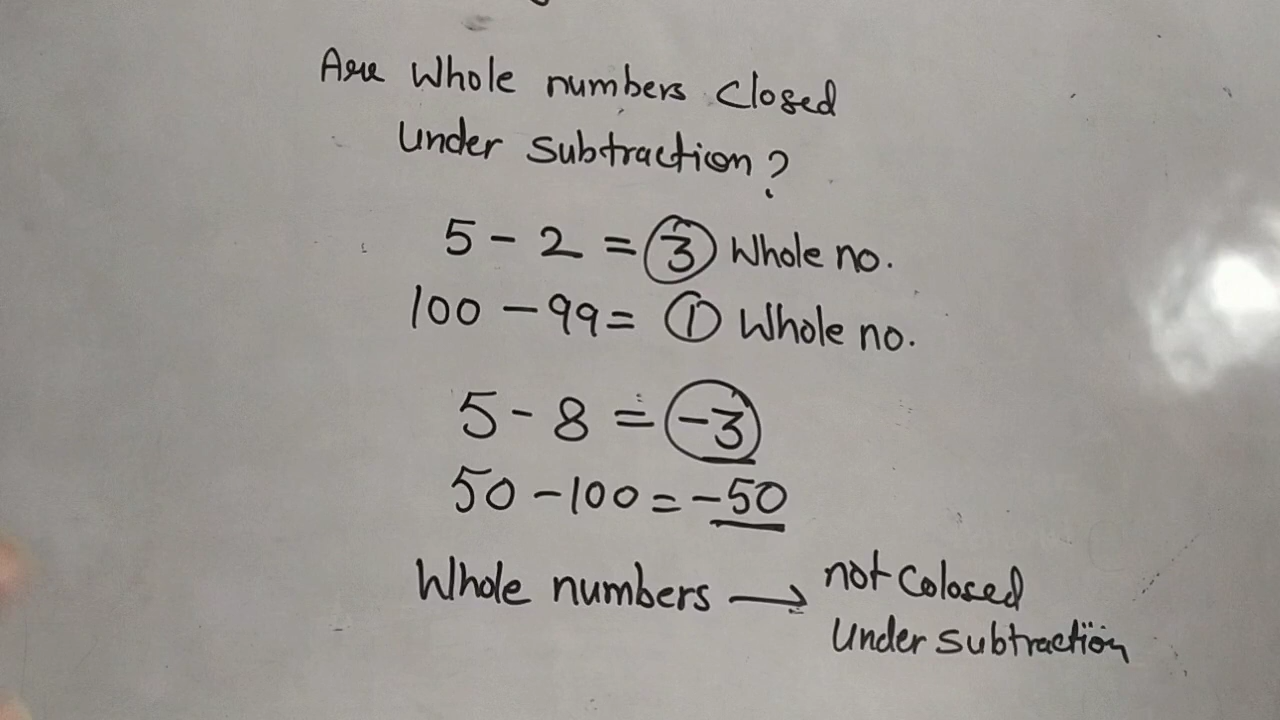 Are Whole numbers Closed
Under Subtraction?
5 - 2 = 3 Whole no.
100 - 99 = 1 Whole no.
5 - 8 = -3
50 - 100 = -50
Whole numbers → not Colosed
Under subtraction